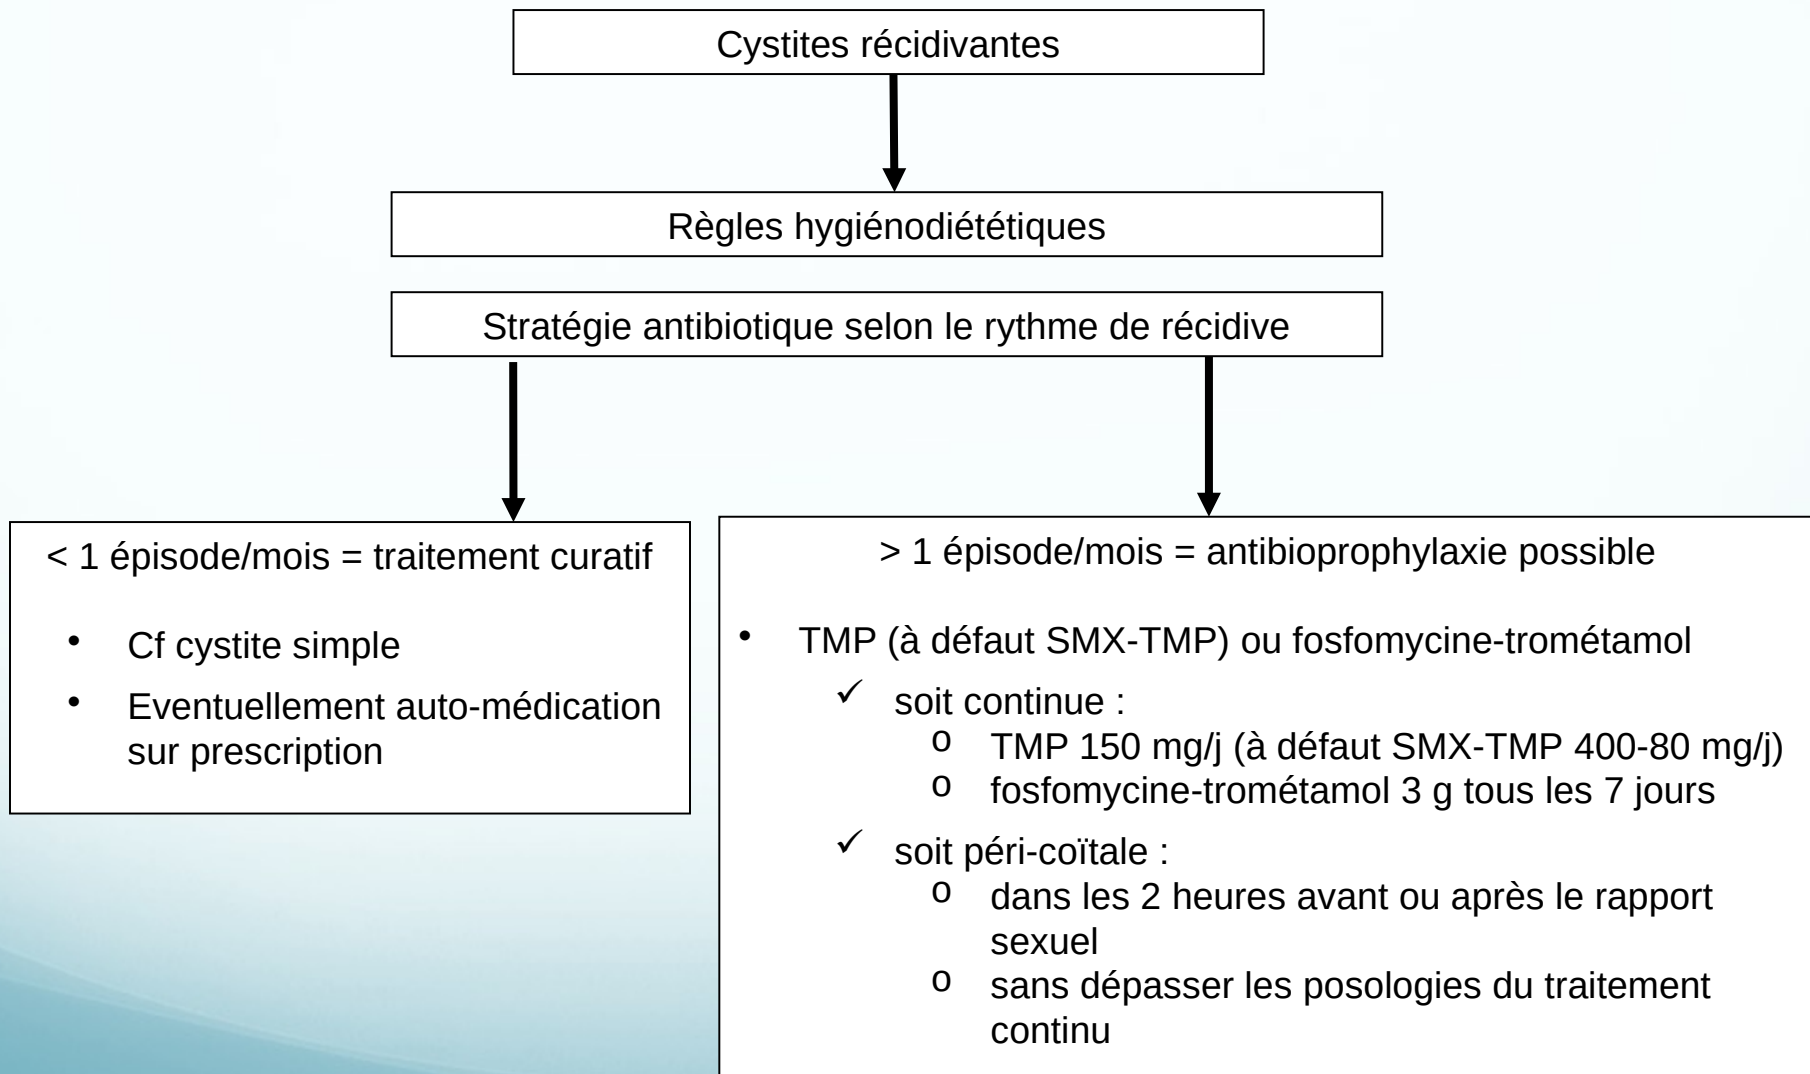 Cystites récidivantes
Règles hygiénodiététiques
Stratégie antibiotique selon le rythme de récidive
< 1 épisode/mois = traitement curatif
• Cf cystite simple
• Eventuellement auto-médication
sur prescription
> 1 épisode/mois = antibioprophylaxie possible
• TMP (à défaut SMX-TMP) ou fosfomycine-trométamol
✓ soit continue :
o TMP 150 mg/j (à défaut SMX-TMP 400-80 mg/j)
o fosfomycine-trométamol 3 g tous les 7 jours
✓ soit péri-coïtale :
o dans les 2 heures avant ou après le rapport
sexuel
o sans dépasser les posologies du traitement
continu